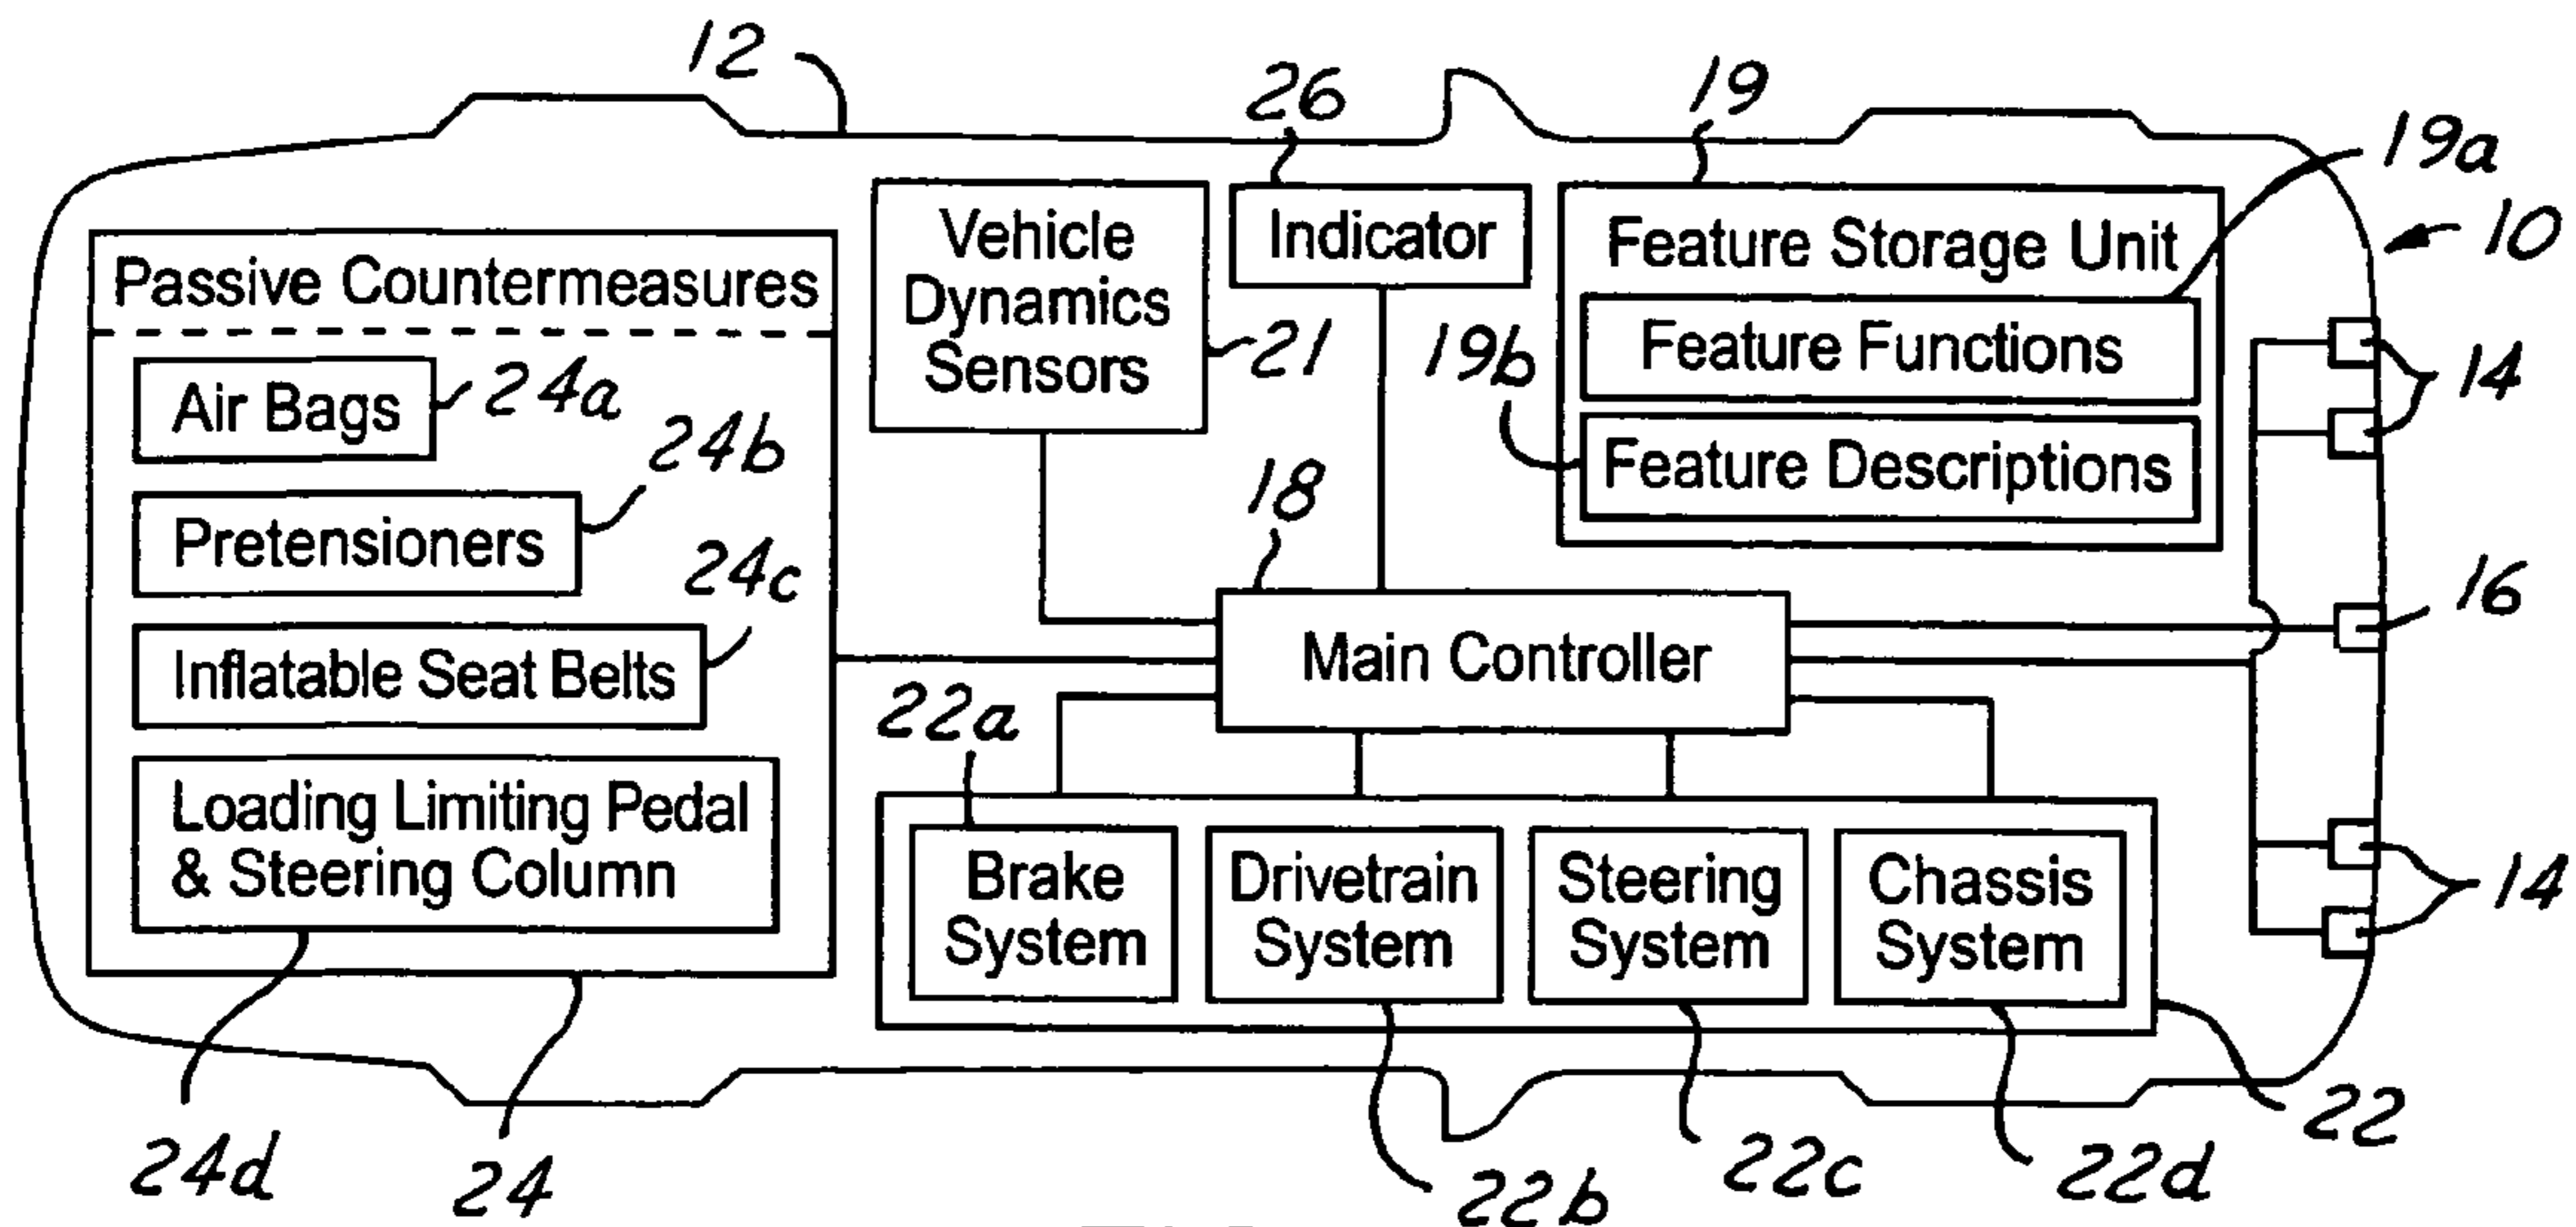 12
26
19
19a
10
Vehicle
Dynamics
Sensors
21
Indicator
Feature Storage Unit
Feature Functions
19b
Feature Descriptions
14
Passive Countermeasures
Air Bags
24a
24b
Pretensioners
24c
Inflatable Seat Belts
Loading Limiting Pedal
& Steering Column
18
Main Controller
16
22a
Brake
System
Drivetrain
System
Steering
System
Chassis
System
14
24d
24
22b
22c
22d
22